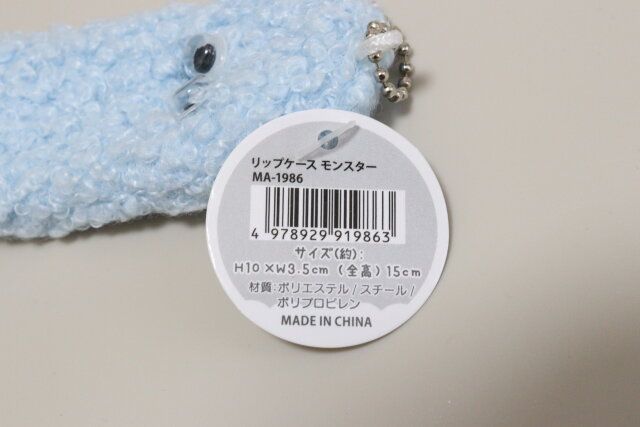 リップケース モンスター
MA-1986
4 978929 919863
サイズ(約):
H10×W3.5cm (全高)15cm
材質:ポリエステル/スチール/
ポリプロピレン
MADE IN CHINA